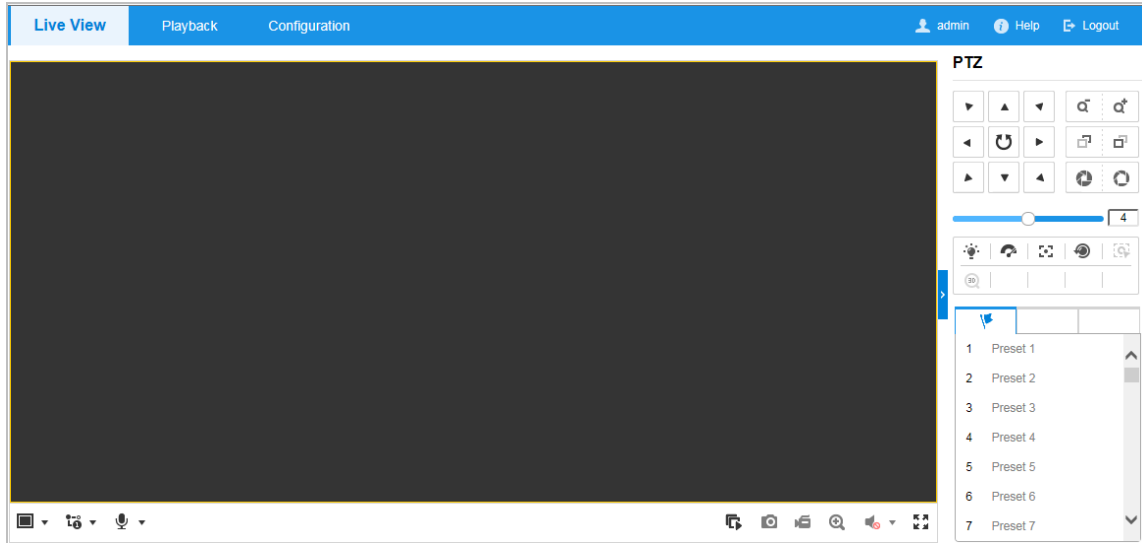 Live View Playback Configuration admin Help Logout
PTZ
4
3D
1 Preset 1
2 Preset 2
3 Preset 3
4 Preset 4
5 Preset 5
6 Preset 6
7 Preset 7